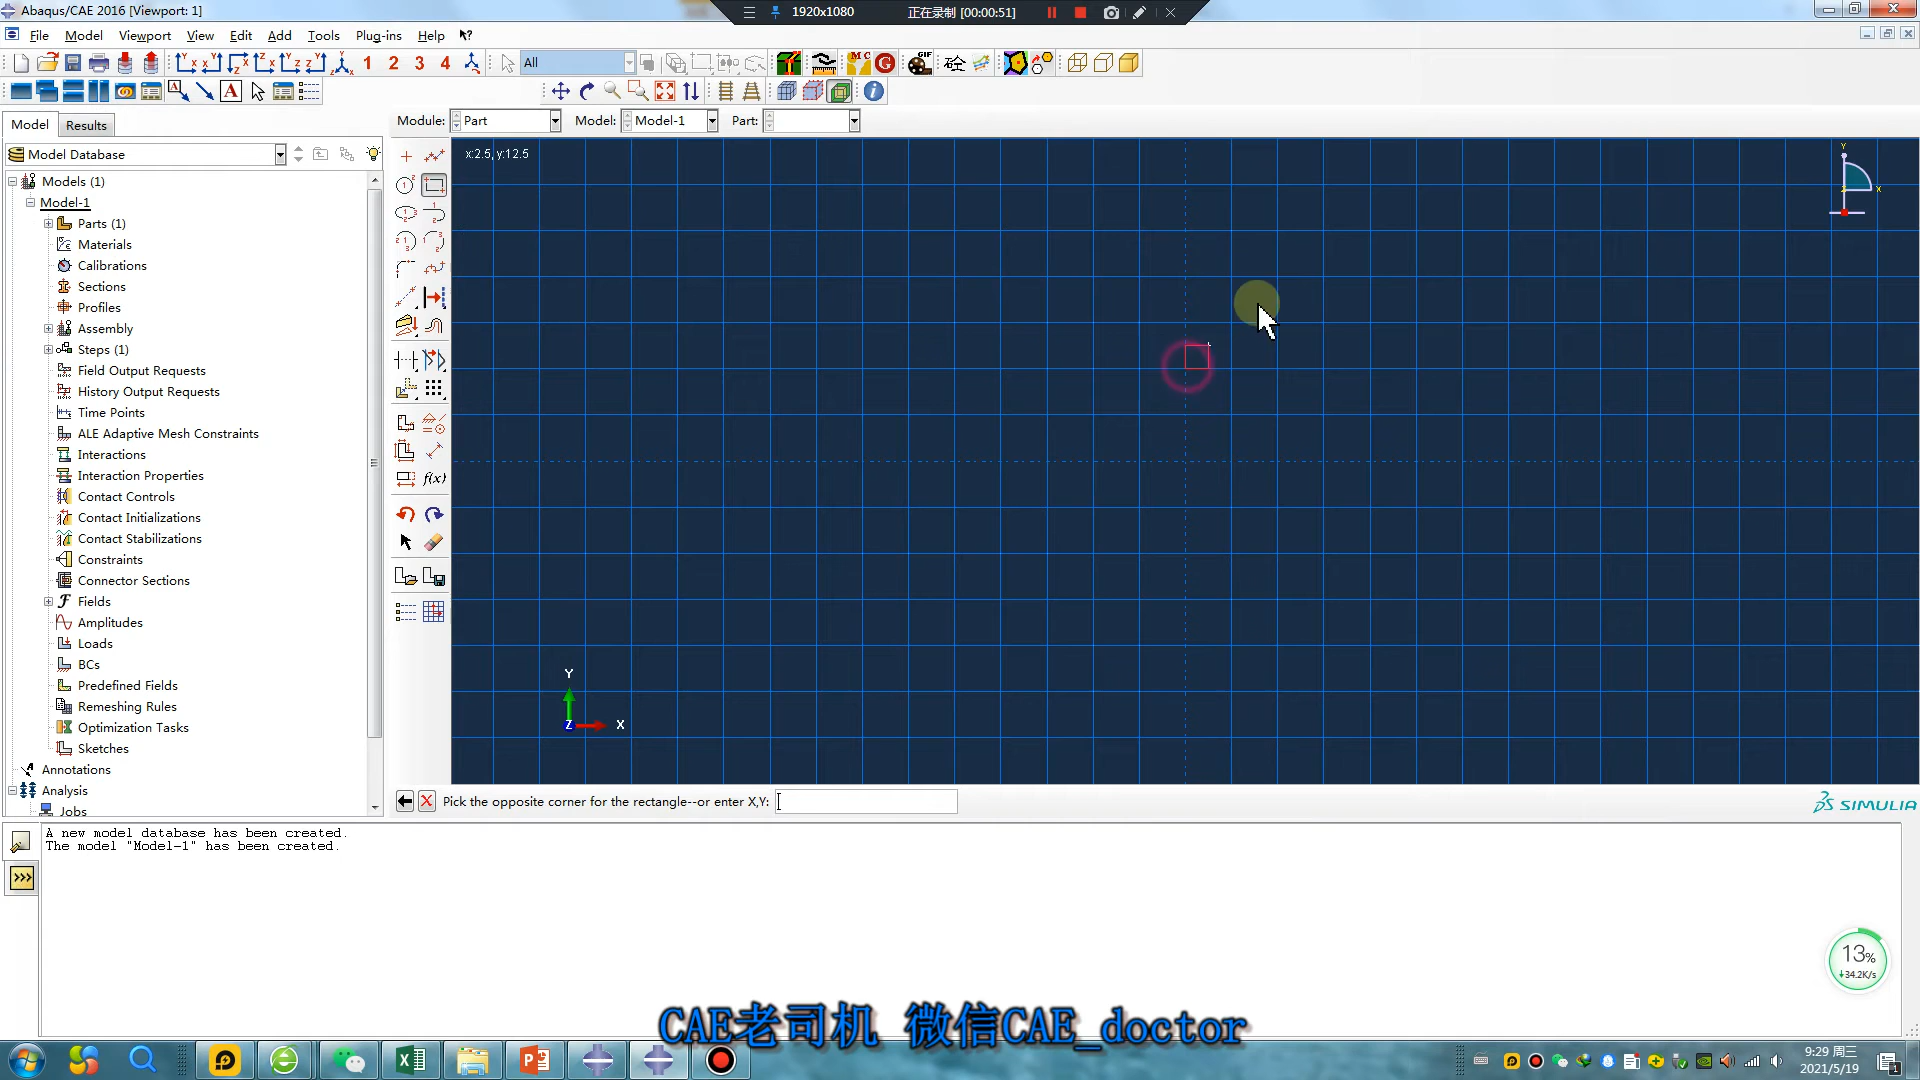 Abaqus/CAE 2016 [Viewport: 1]
1920x1080
正在录制 [00:00:51]
File Model Viewport View Edit Add Tools Plug-ins Help
1 2 3 4
All
Module: Part Model: Model-1 Part:
Model Results
Model Database
Models (1)
Model-1
Parts (1)
Materials
Calibrations
Sections
Profiles
Assembly
Steps (1)
Field Output Requests
History Output Requests
Time Points
ALE Adaptive Mesh Constraints
Interactions
Interaction Properties
Contact Controls
Contact Initializations
Contact Stabilizations
Constraints
Connector Sections
Fields
Amplitudes
Loads
BCs
Predefined Fields
Remeshing Rules
Optimization Tasks
Sketches
Annotations
Analysis
Jobs
x:2.5, y:12.5
f(x)
Y
X
Y
Z
X
Pick the opposite corner for the rectangle--or enter X,Y:
SIMULIA
A new model database has been created.
The model "Model-1" has been created.
>>>
13%
34.2K/s
CAE老司机 微信CAE_doctor
9:29 周三
2021/5/19